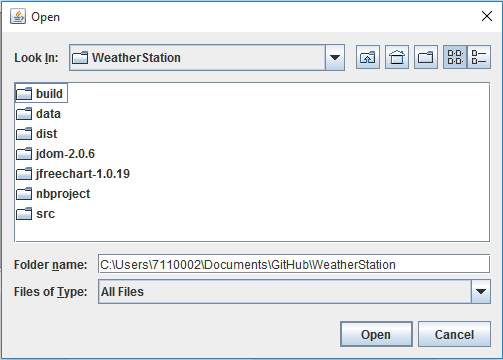 Open
Look In: WeatherStation
build
data
dist
jdom-2.0.6
jfreechart-1.0.19
nbproject
src
Folder name: C:\Users\7110002\Documents\GitHub\WeatherStation
Files of Type: All Files
Open Cancel